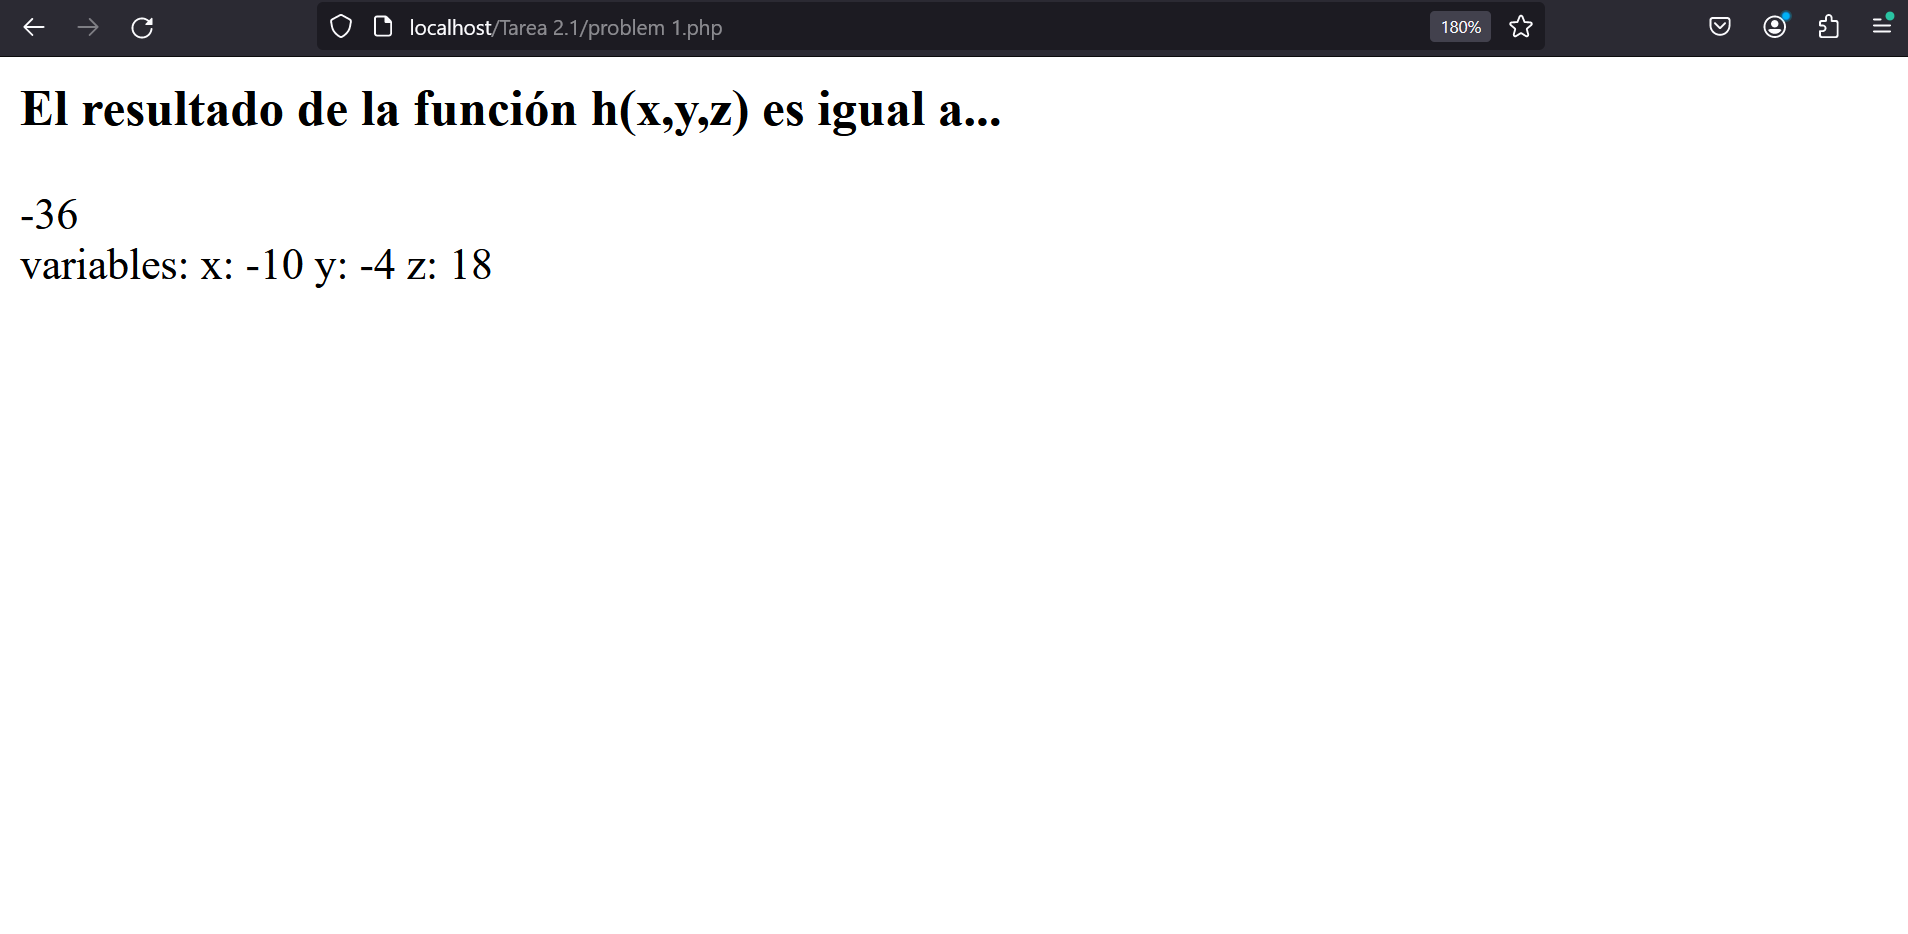 localhost/Tarea 2.1/problem 1.php
180%
El resultado de la función h(x,y,z) es igual a...
-36
variables: x: -10 y: -4 z: 18